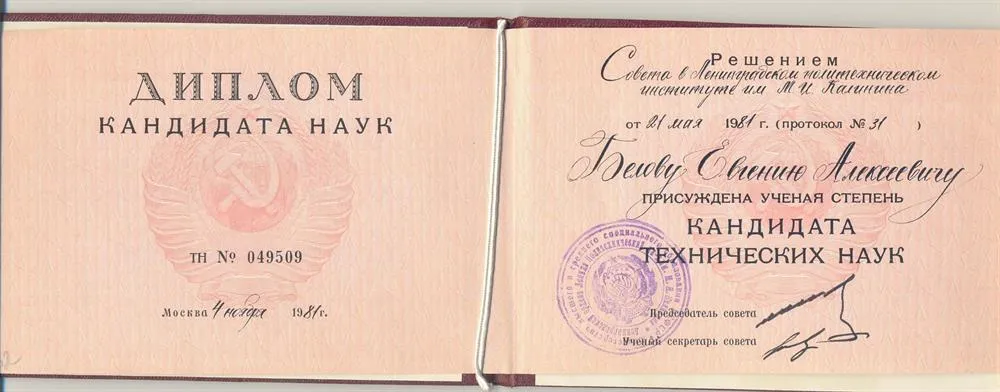 ДИПЛОМ
КАНДИДАТА НАУК
ТН № 049509
Москва 4 ноября 1981г.
Решением
Совета в Ленинградском политехническом
институте им М И Калинина
от 21 мая 1981 г. (протокол № 31 )
Белову Евгению Алексеевичу
ПРИСУЖДЕНА УЧЕНАЯ СТЕПЕНЬ
КАНДИДАТА
ТЕХНИЧЕСКИХ НАУК
Председатель совета
Ученый секретарь совета